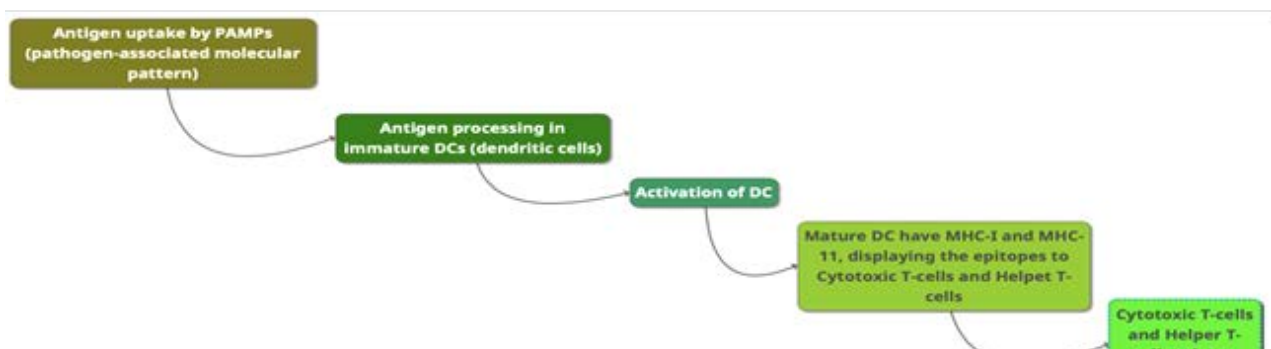 Antigen uptake by PAMPs
(pathogen-associated molecular
pattern)
Antigen processing in
immature DCs (dendritic cells)
Activation of DC
Mature DC have MHC-I and MHC-
11, displaying the epitopes to
Cytotoxic T-cells and Helpet T-
cells
Cytotoxic T-cells
and Helper T-